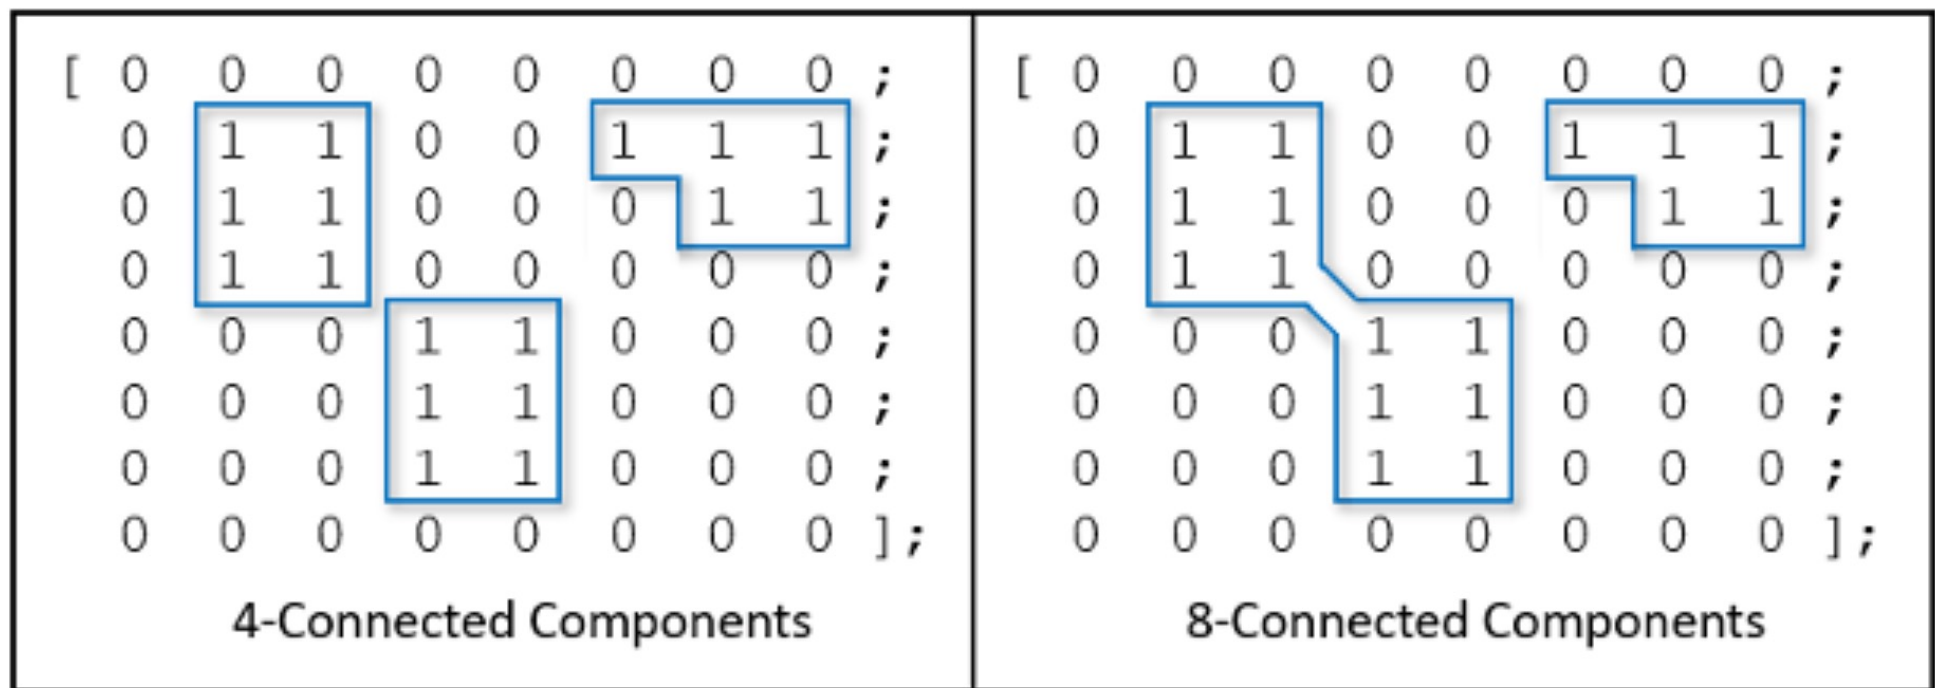 [ 0 0 0 0 0 0 0 0 ;
0 1 1 0 0 1 1 1 ;
0 1 1 0 0 0 1 1 ;
0 1 1 0 0 0 0 0 ;
0 0 0 1 1 0 0 0 ;
0 0 0 1 1 0 0 0 ;
0 0 0 1 1 0 0 0 ;
0 0 0 0 0 0 0 0 ];
4-Connected Components
[ 0 0 0 0 0 0 0 0 ;
0 1 1 0 0 1 1 1 ;
0 1 1 0 0 0 1 1 ;
0 1 1 0 0 0 0 0 ;
0 0 0 1 1 0 0 0 ;
0 0 0 1 1 0 0 0 ;
0 0 0 1 1 0 0 0 ;
0 0 0 0 0 0 0 0 ];
8-Connected Components